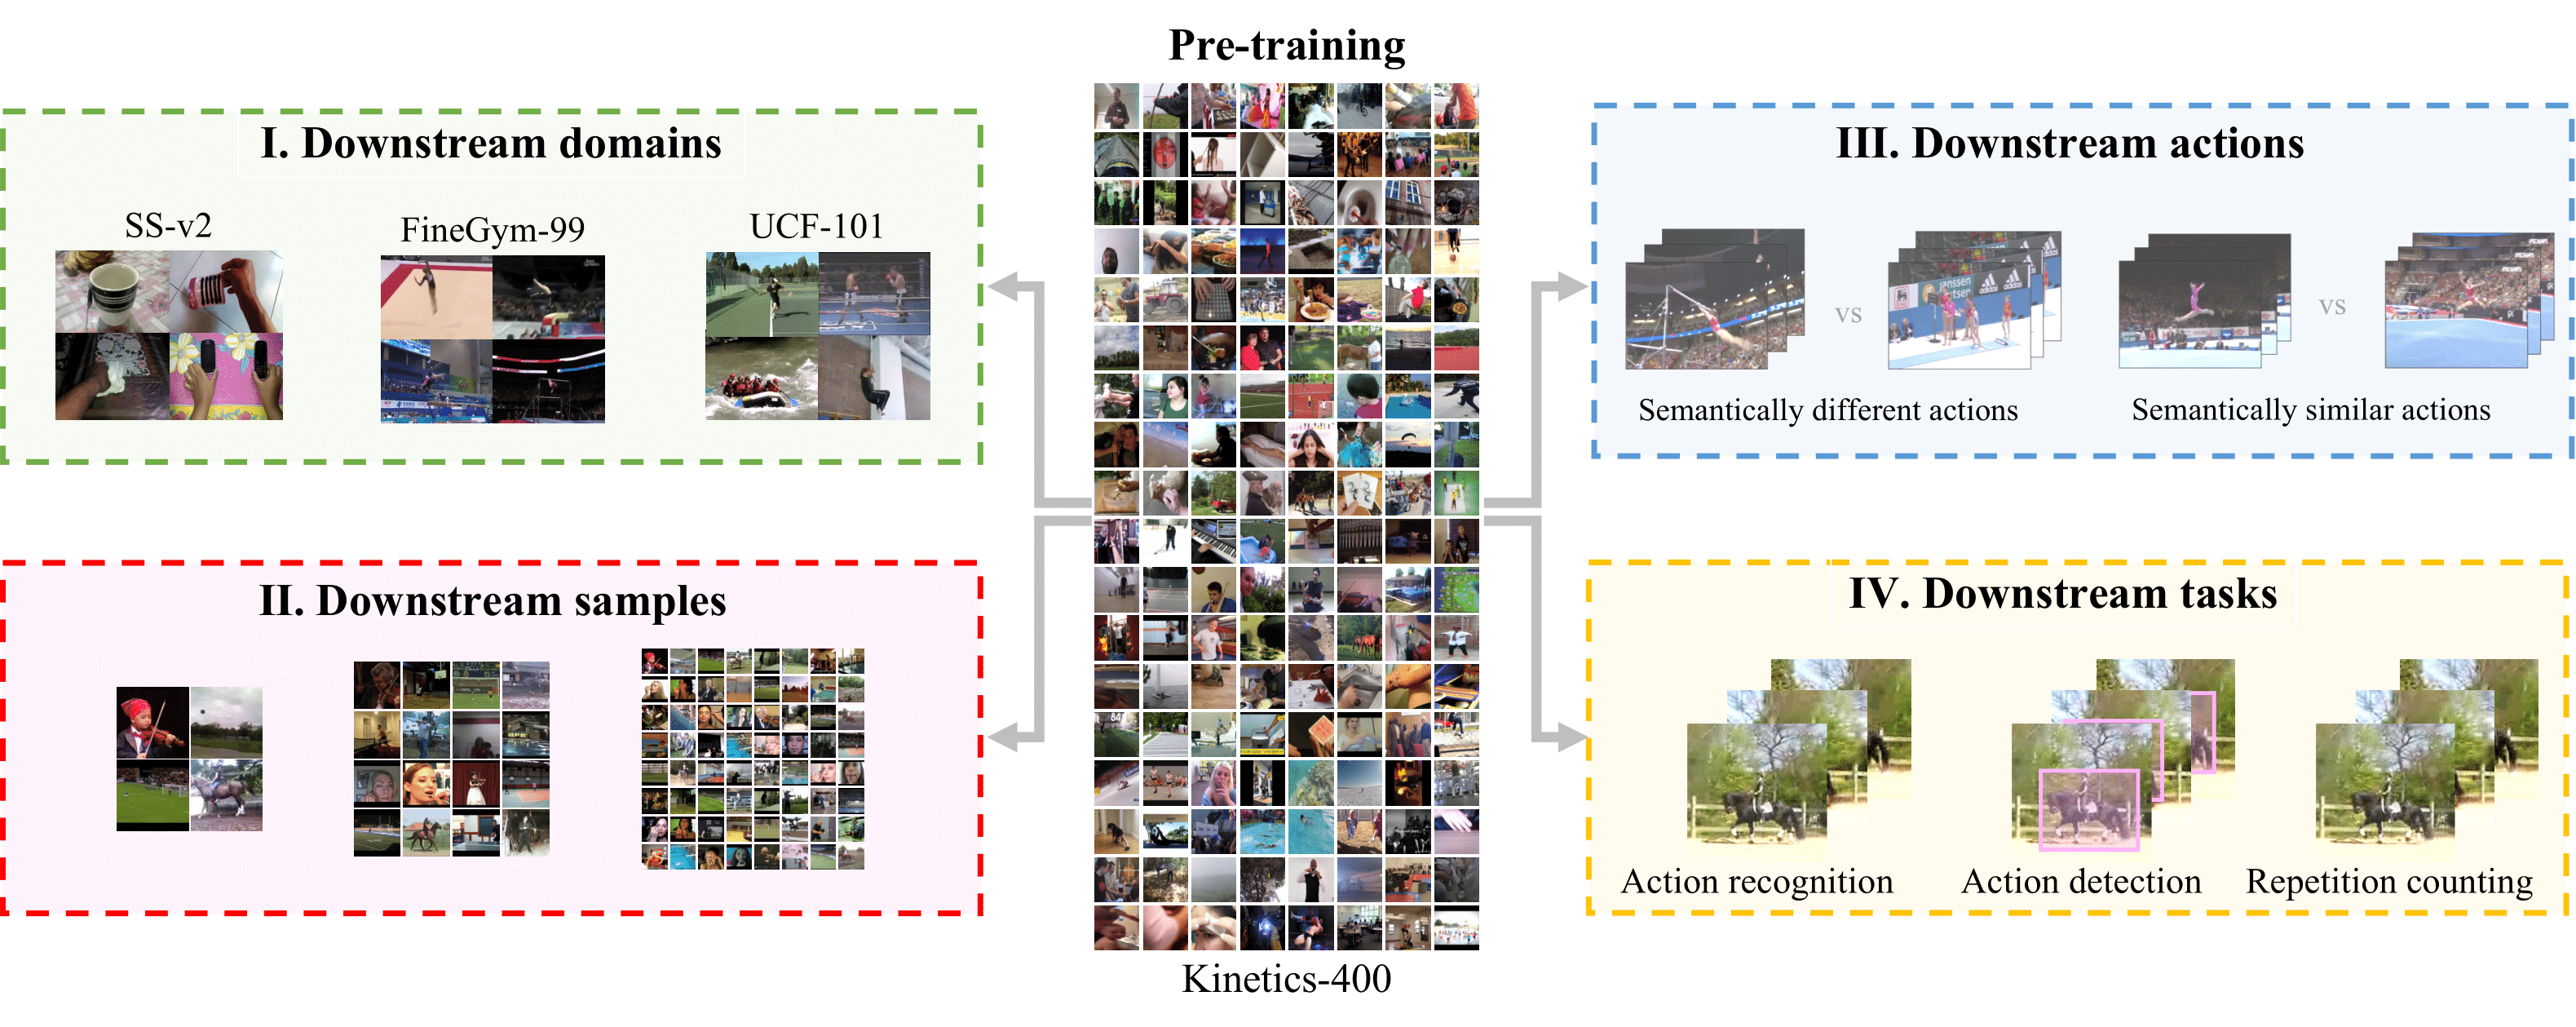 Pre-training
I. Downstream domains
SS-v2
FineGym-99
UCF-101
II. Downstream samples
Kinetics-400
III. Downstream actions
vs
vs
Semantically different actions
Semantically similar actions
IV. Downstream tasks
Action recognition
Action detection
Repetition counting
adidas